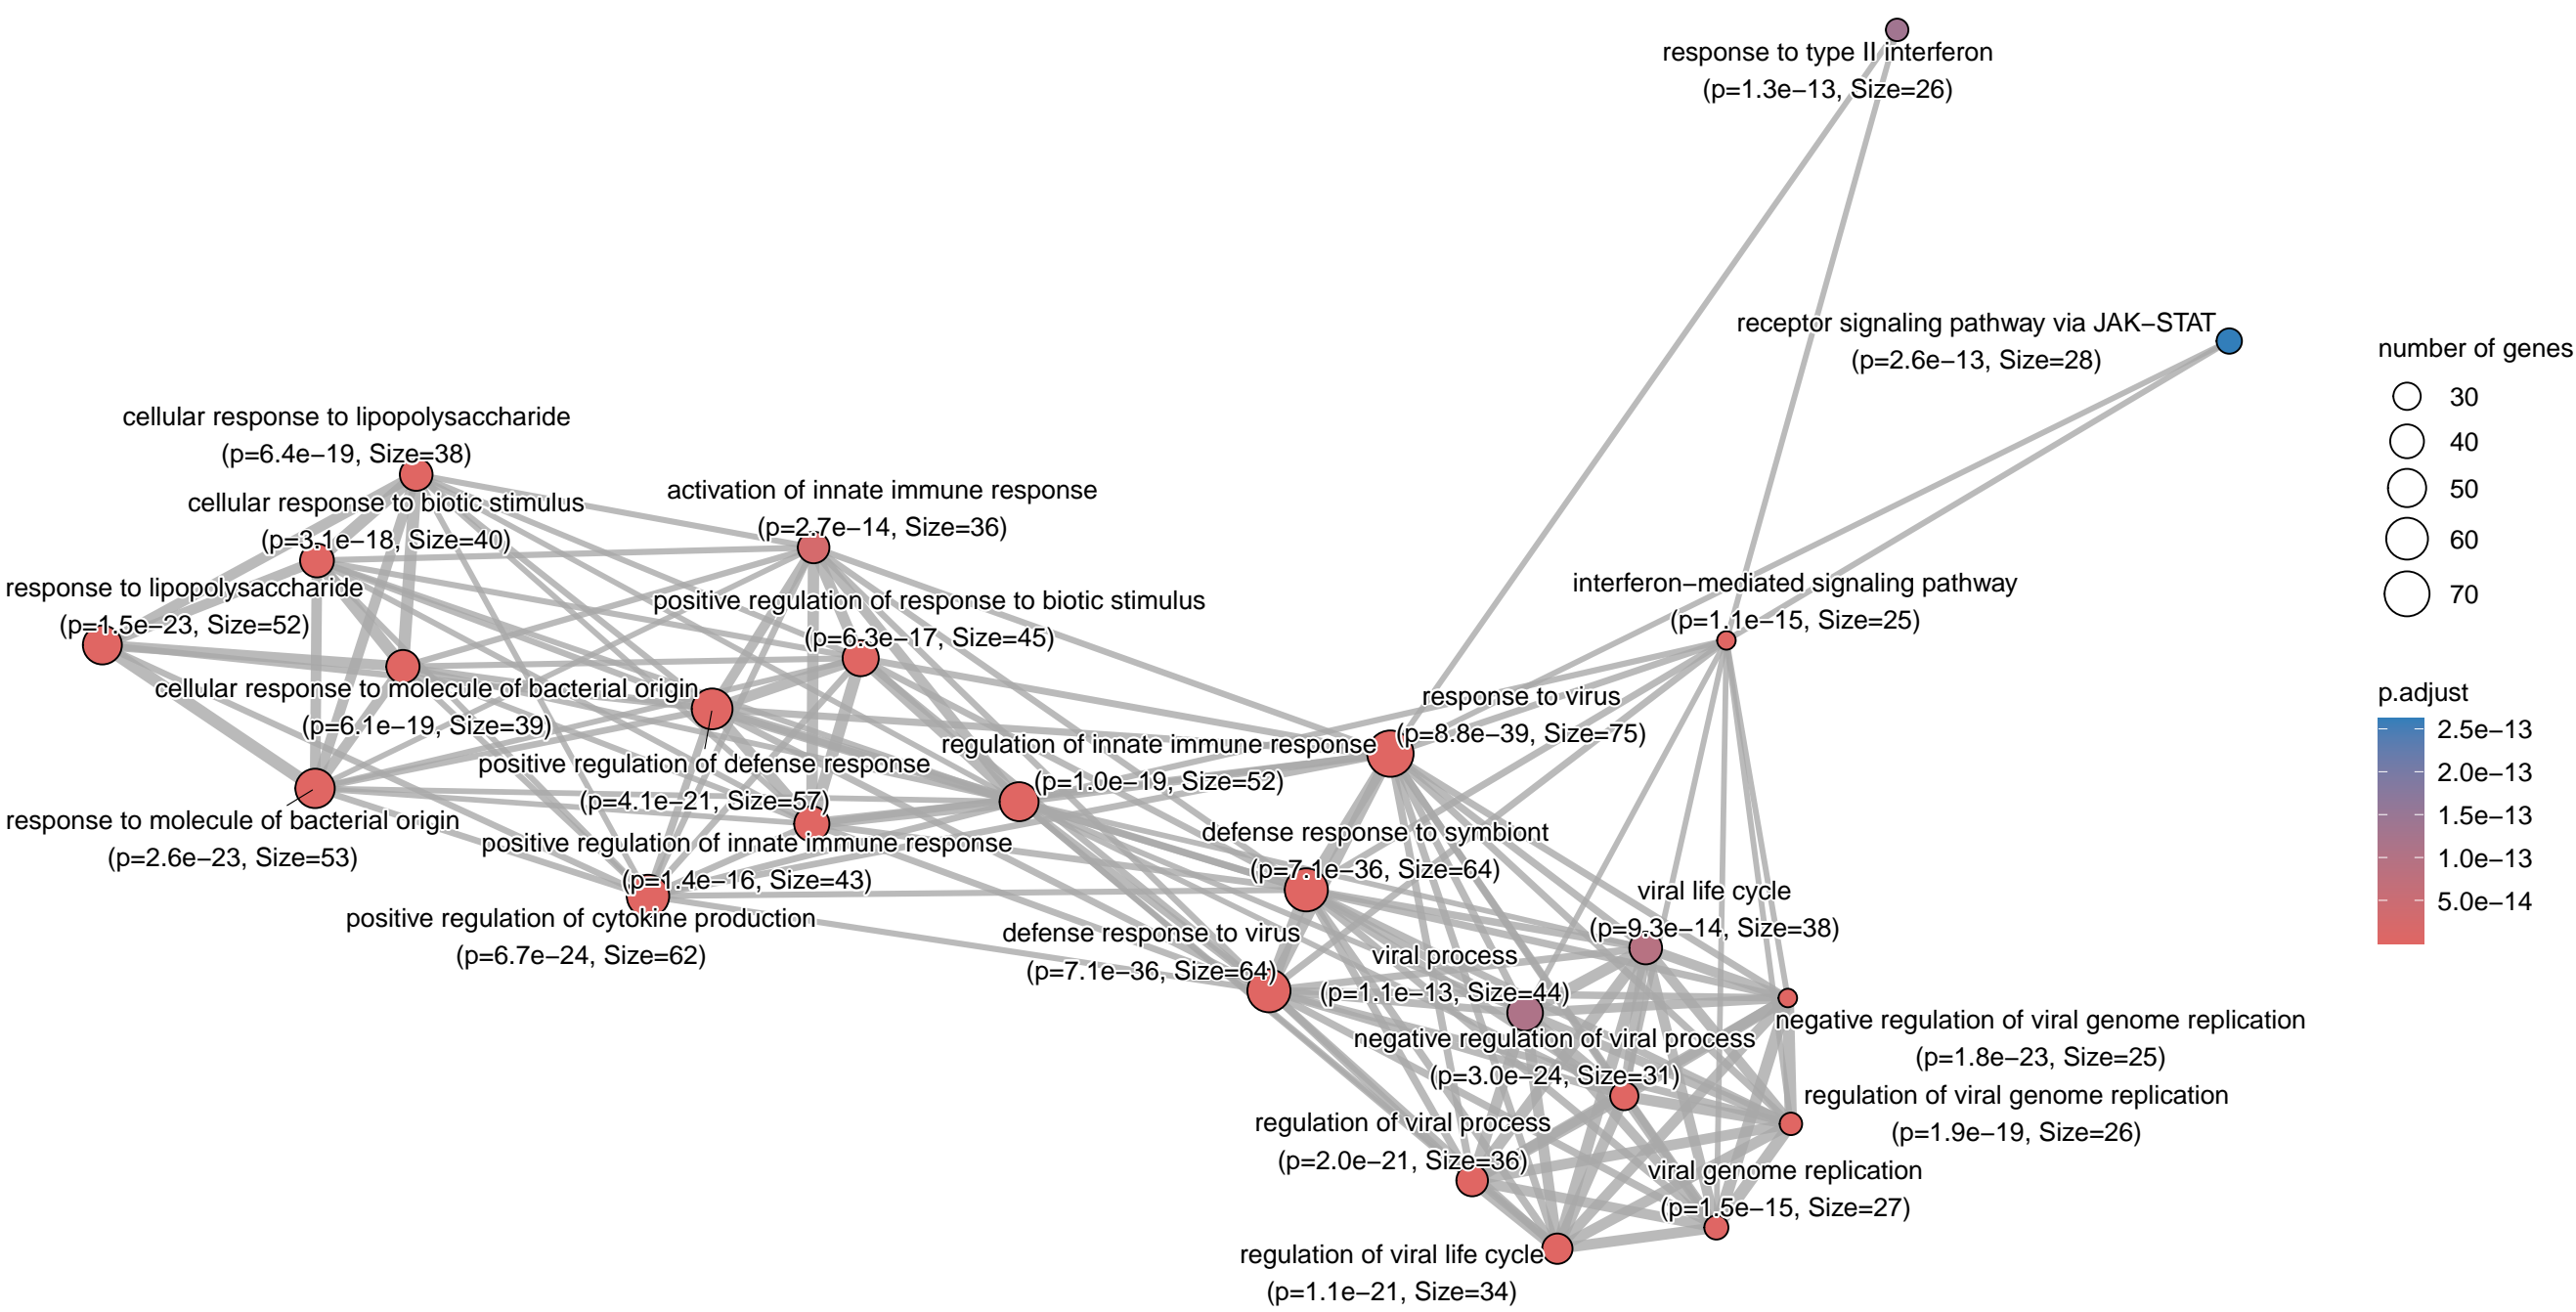 response to type II interferon
(p=1.3e−13, Size=26)
receptor signaling pathway via JAK−STAT
(p=2.6e−13, Size=28)
cellular response to lipopolysaccharide
(p=6.4e−19, Size=38)
cellular response to biotic stimulus
(p=3.1e−18, Size=40)
activation of innate immune response
(p=2.7e−14, Size=36)
response to lipopolysaccharide
(p=1.5e−23, Size=52)
positive regulation of response to biotic stimulus
(p=6.3e−17, Size=45)
interferon−mediated signaling pathway
(p=1.1e−15, Size=25)
cellular response to molecule of bacterial origin
(p=6.1e−19, Size=39)
response to virus
(p=8.8e−39, Size=75)
regulation of innate immune response
(p=1.0e−19, Size=52)
positive regulation of defense response
(p=4.1e−21, Size=57)
response to molecule of bacterial origin
(p=2.6e−23, Size=53)
positive regulation of innate immune response
(p=1.4e−16, Size=43)
defense response to symbiont
(p=7.1e−36, Size=64)
positive regulation of cytokine production
(p=6.7e−24, Size=62)
viral life cycle
(p=9.3e−14, Size=38)
defense response to virus
(p=7.1e−36, Size=64)
viral process
(p=1.1e−13, Size=44)
negative regulation of viral genome replication
(p=1.8e−23, Size=25)
negative regulation of viral process
(p=3.0e−24, Size=31)
regulation of viral genome replication
(p=1.9e−19, Size=26)
regulation of viral process
(p=2.0e−21, Size=36)
viral genome replication
(p=1.5e−15, Size=27)
regulation of viral life cycle
(p=1.1e−21, Size=34)
number of genes
30
40
50
60
70
p.adjust
2.5e−13
2.0e−13
1.5e−13
1.0e−13
5.0e−14